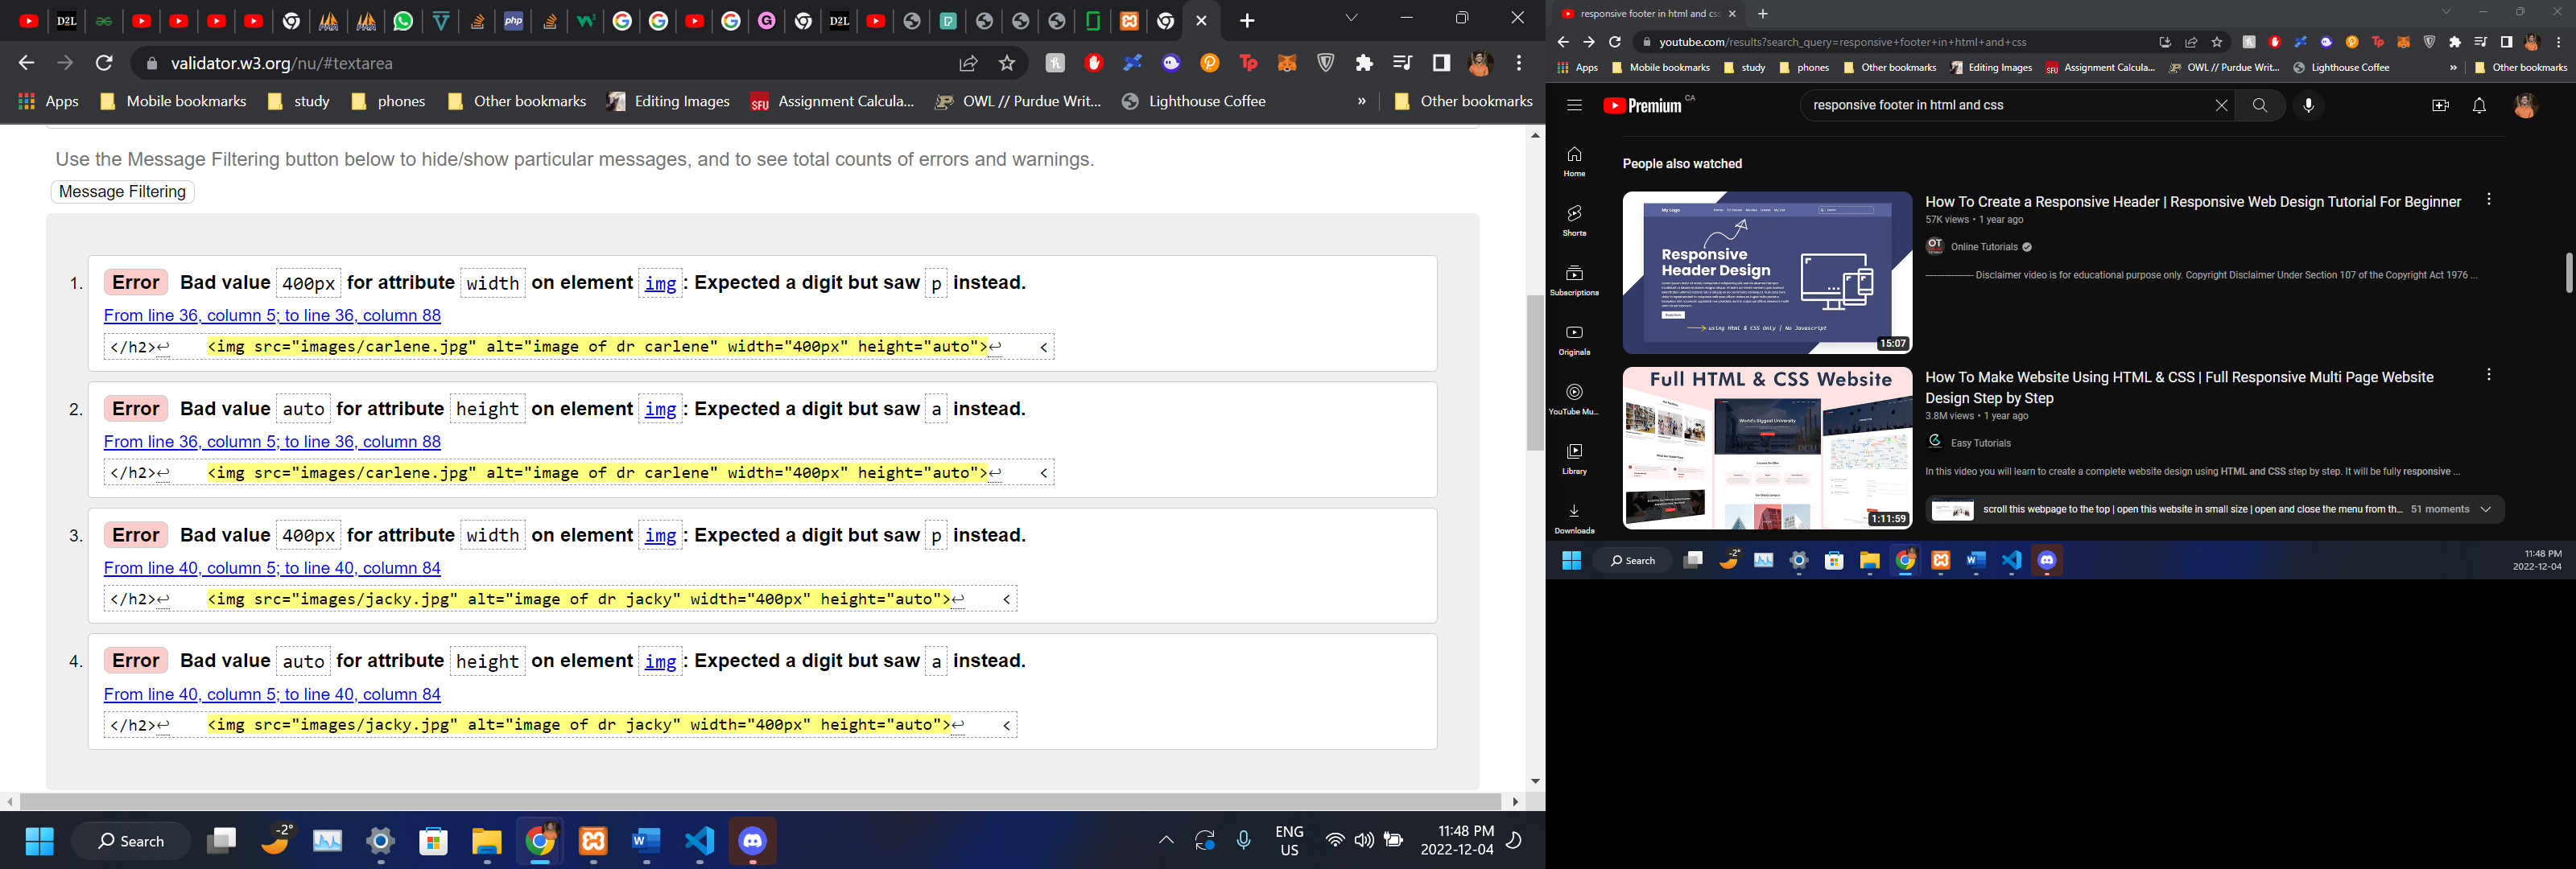 validator.w3.org/nu/#textarea
Apps
Mobile bookmarks
study
phones
Other bookmarks
Editing Images
Assignment Calcula...
OWL // Purdue Writ...
Lighthouse Coffee
»
Other bookmarks
Use the Message Filtering button below to hide/show particular messages, and to see total counts of errors and warnings.
Message Filtering
1. Error Bad value 400px for attribute width on element img: Expected a digit but saw p instead.
From line 36, column 5; to line 36, column 88
</h2>↩ <img src="images/carlene.jpg" alt="image of dr carlene" width="400px" height="auto">↩ <
2. Error Bad value auto for attribute height on element img: Expected a digit but saw a instead.
From line 36, column 5; to line 36, column 88
</h2>↩ <img src="images/carlene.jpg" alt="image of dr carlene" width="400px" height="auto">↩ <
3. Error Bad value 400px for attribute width on element img: Expected a digit but saw p instead.
From line 40, column 5; to line 40, column 84
</h2>↩ <img src="images/jacky.jpg" alt="image of dr jacky" width="400px" height="auto">↩ <
4. Error Bad value auto for attribute height on element img: Expected a digit but saw a instead.
From line 40, column 5; to line 40, column 84
</h2>↩ <img src="images/jacky.jpg" alt="image of dr jacky" width="400px" height="auto">↩ <
Search
-2°
ENG
US
11:48 PM
2022-12-04
responsive footer in html and cs
youtube.com/results?search_query=responsive+footer+in+html+and+css
Apps
Mobile bookmarks
study
phones
Other bookmarks
Editing Images
Assignment Calcula...
OWL // Purdue Writ...
Lighthouse Coffee
»
Other bookmarks
Premium CA
responsive footer in html and css
Home
Shorts
Subscriptions
Originals
YouTube Mu...
Library
Downloads
People also watched
My Logo
Responsive
Header Design
using Html & CSS Only | No Javascript
15:07
How To Create a Responsive Header | Responsive Web Design Tutorial For Beginner
57K views • 1 year ago
Online Tutorials
Disclaimer video is for educational purpose only. Copyright Disclaimer Under Section 107 of the Copyright Act 1976 ...
Full HTML & CSS Website
World's Biggest University
1:11:59
How To Make Website Using HTML & CSS | Full Responsive Multi Page Website
Design Step by Step
3.8M views • 1 year ago
Easy Tutorials
In this video you will learn to create a complete website design using HTML and CSS step by step. It will be fully responsive ...
scroll this webpage to the top | open this website in small size | open and close the menu from th... 51 moments
Search
-2°
11:48 PM
2022-12-04